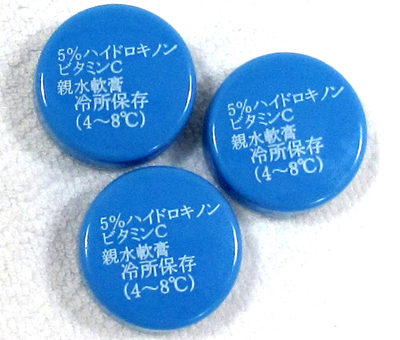 5%ハイドロキノン
ビタミンC
親水軟膏
冷所保存
(4〜8℃)
5%ハイドロキノン
ビタミンC
親水軟膏
冷所保存
(4〜8℃)
5%ハイドロキノン
ビタミンC
親水軟膏
冷所保存
(4〜8℃)